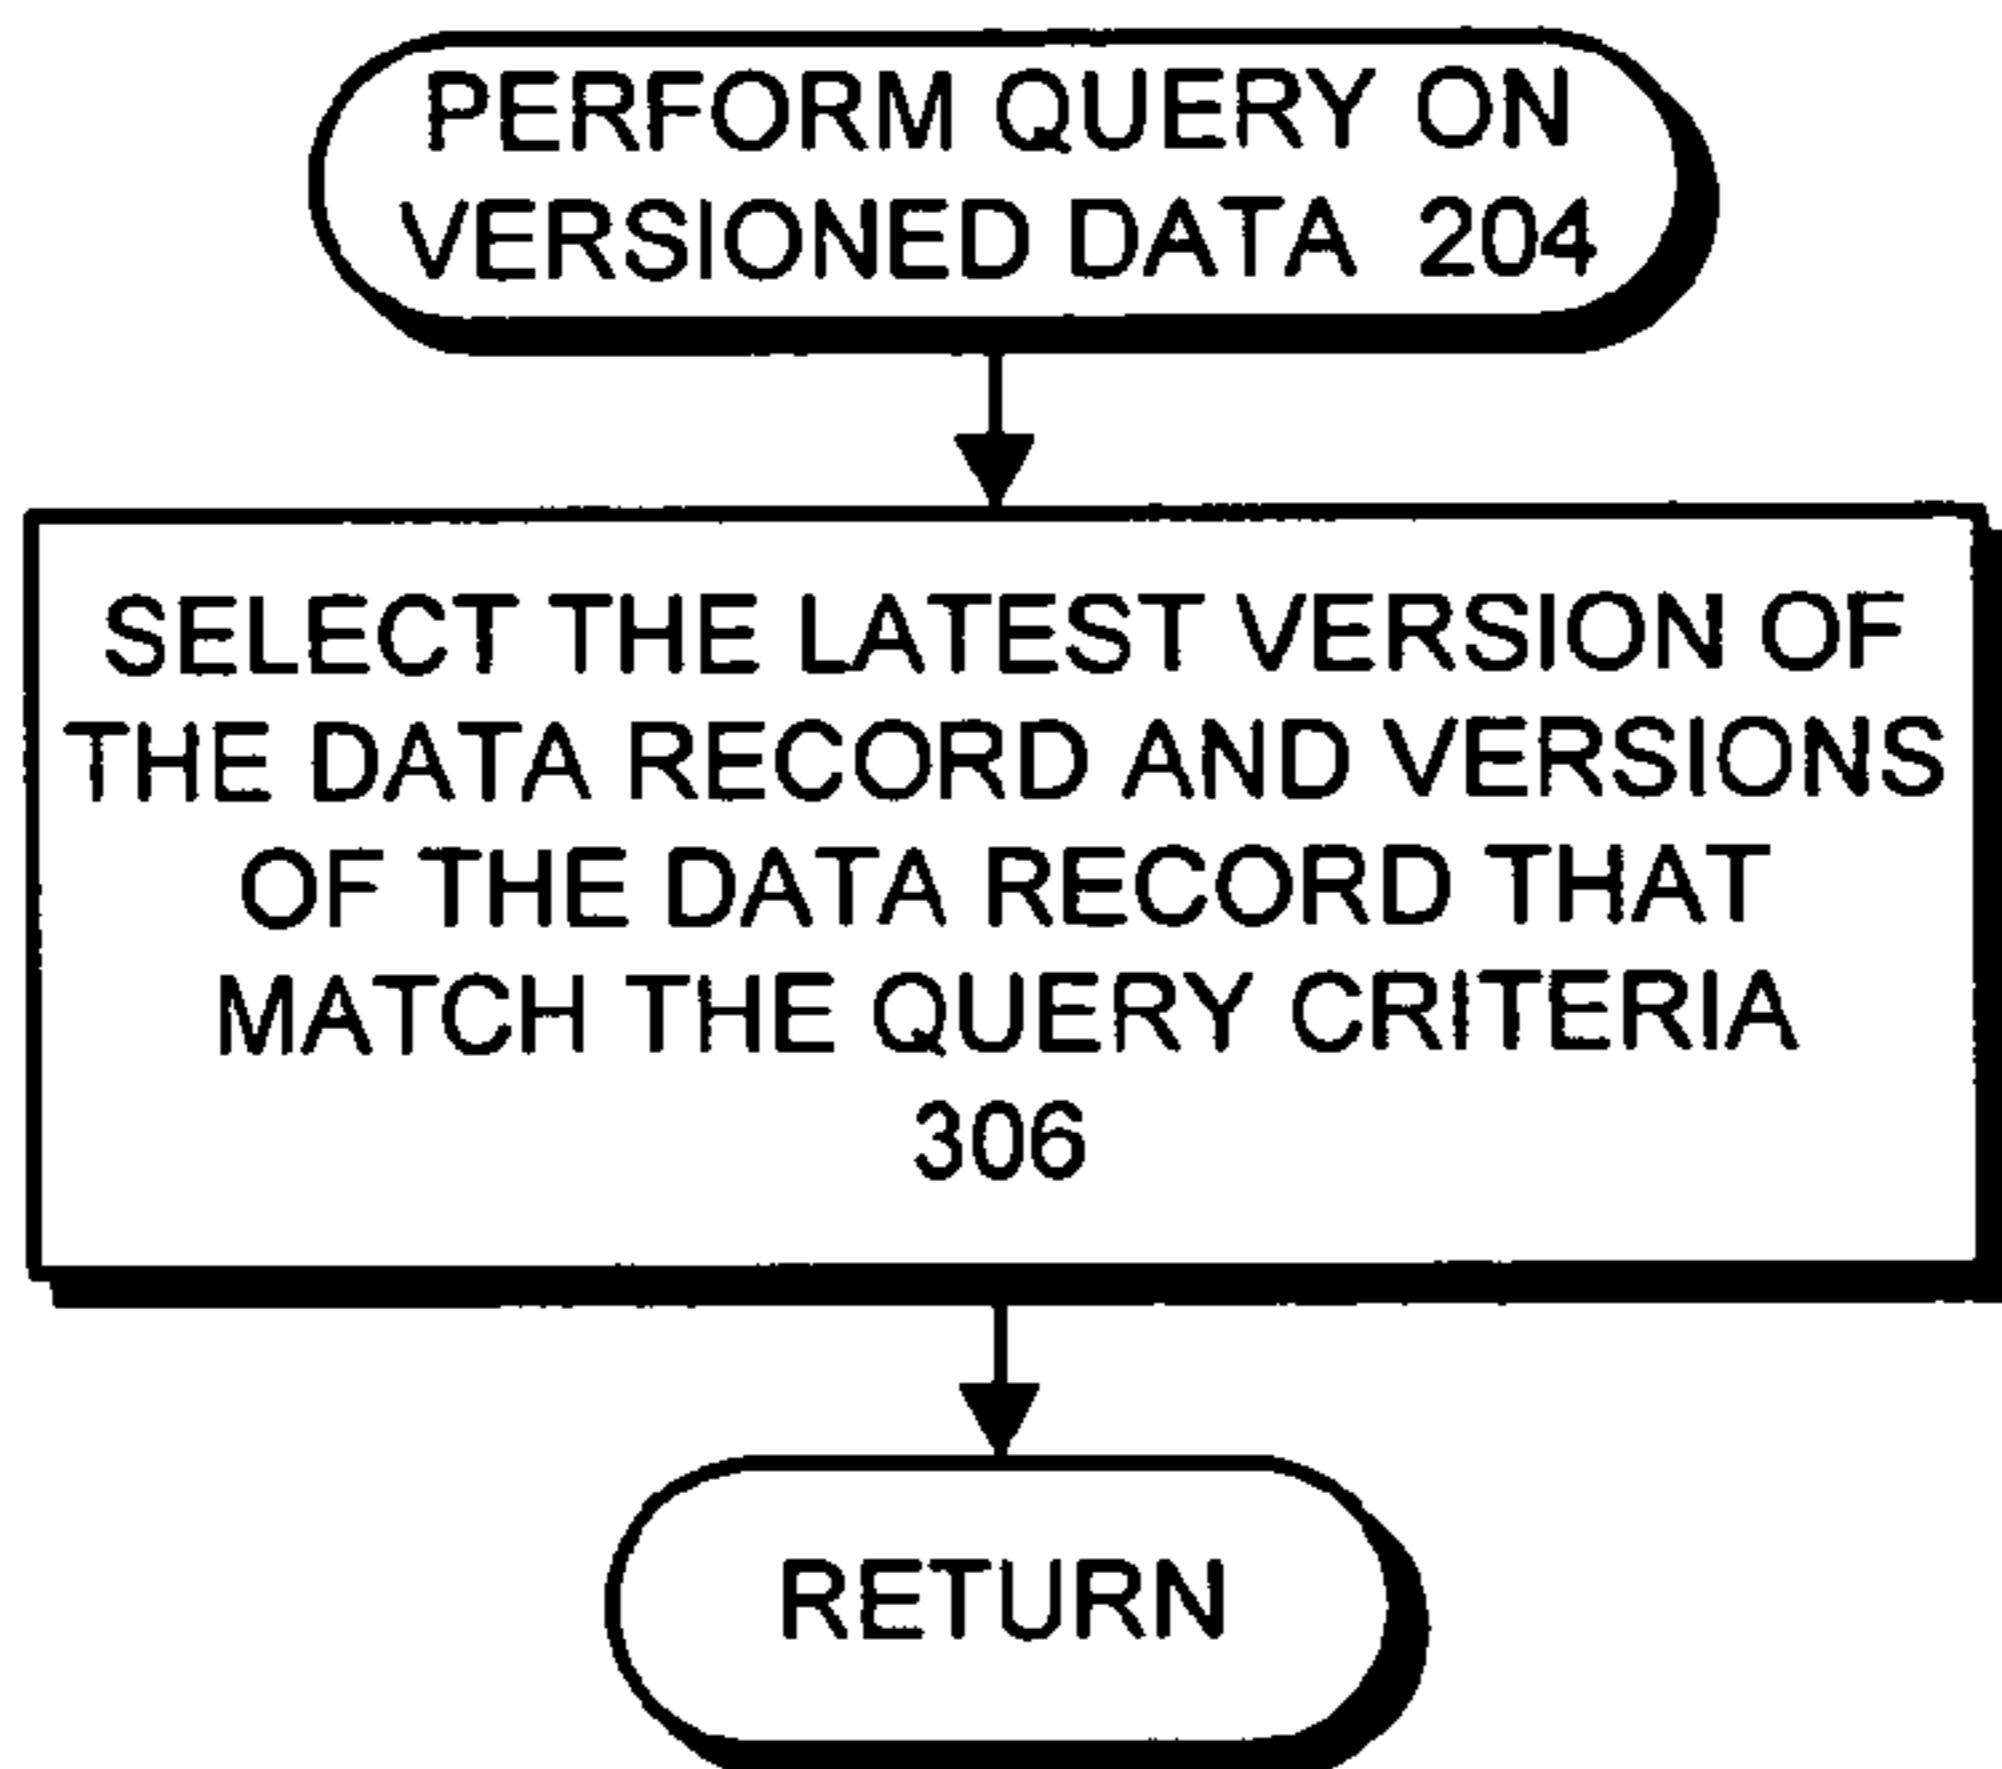 PERFORM QUERY ON
VERSIONED DATA 204
SELECT THE LATEST VERSION OF
THE DATA RECORD AND VERSIONS
OF THE DATA RECORD THAT
MATCH THE QUERY CRITERIA
306
RETURN